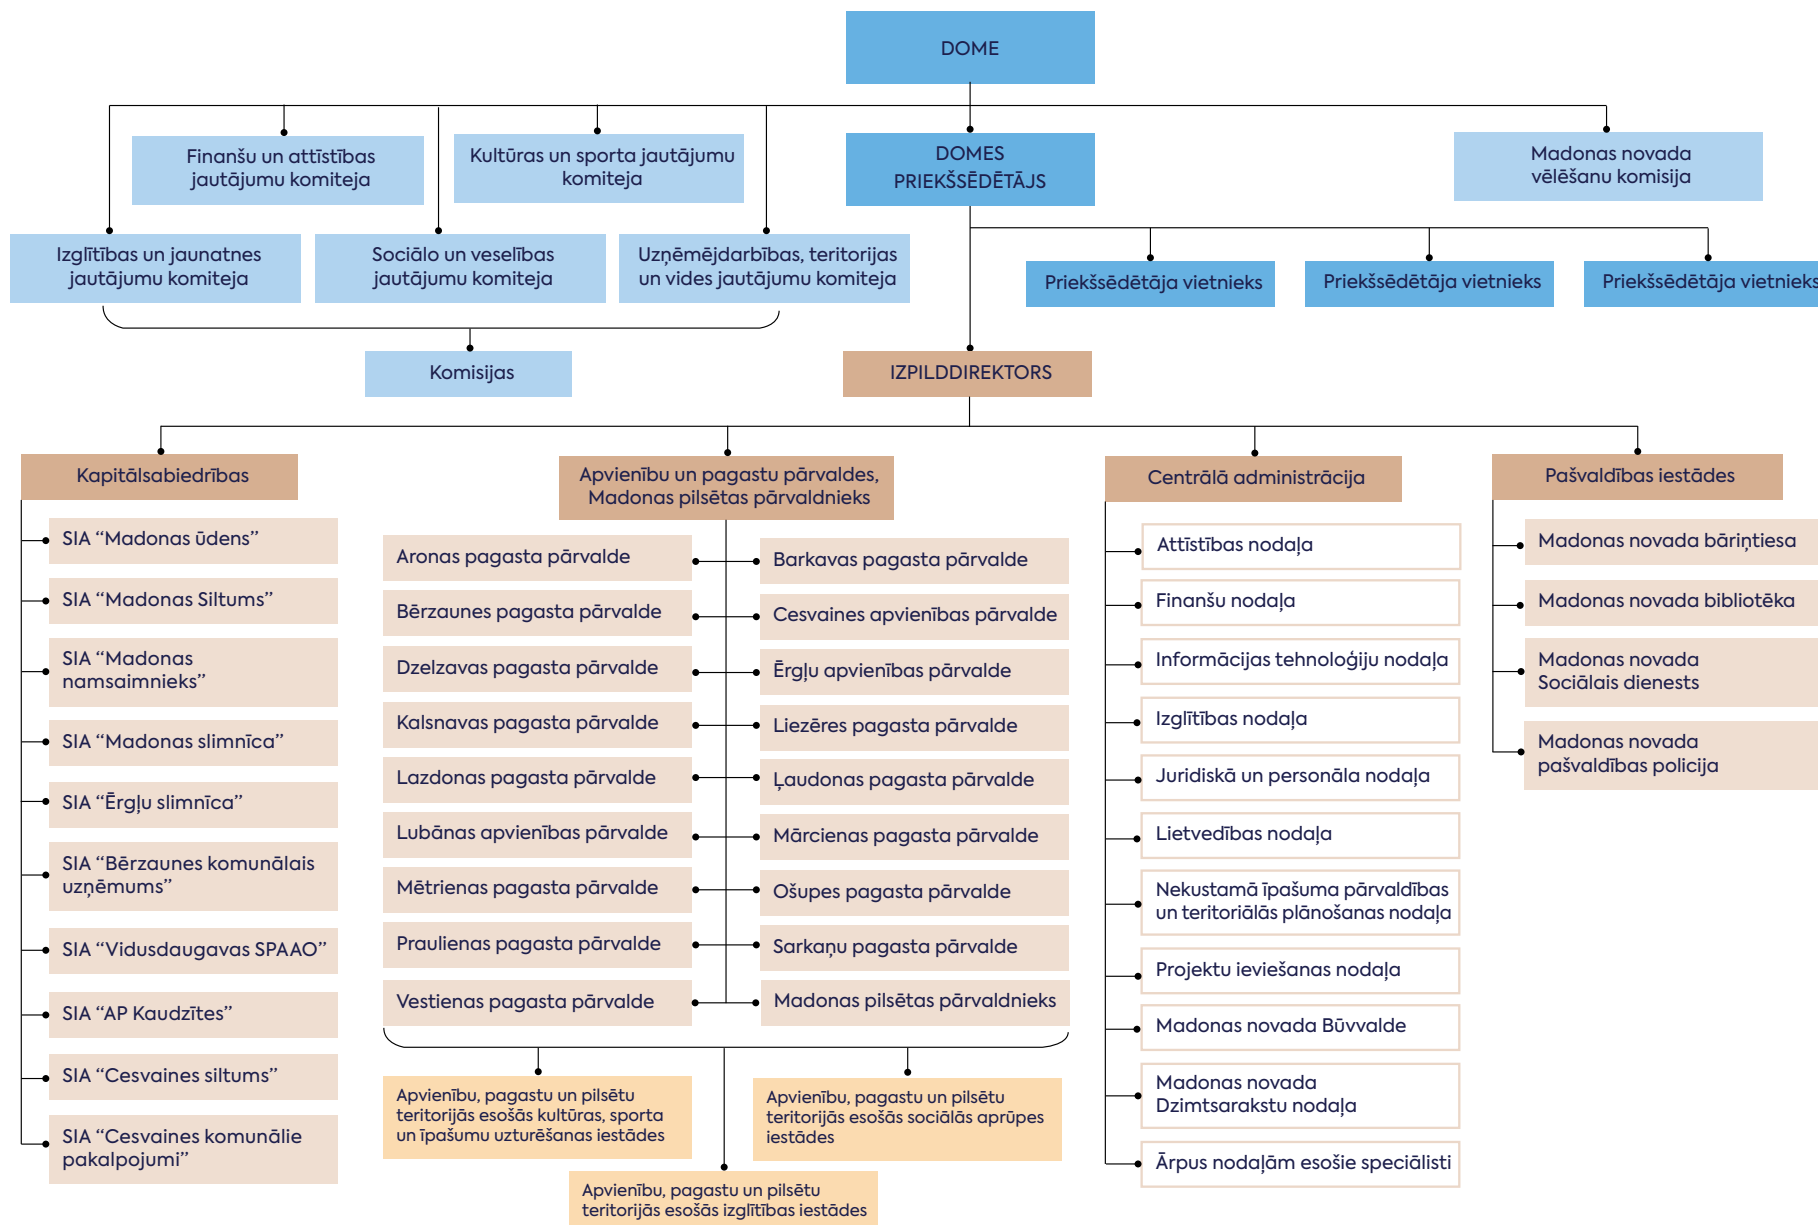 DOME
Finanšu un attīstības
jautājumu komiteja
Kultūras un sporta jautājumu
komiteja
DOMES
PRIEKŠSĒDĒTĀJS
Madonas novada
vēlēšanu komisija
Izglītības un jaunatnes
jautājumu komiteja
Sociālo un veselības
jautājumu komiteja
Uzņēmējdarbības, teritorijas
un vides jautājumu komiteja
Priekšsēdētāja vietnieks
Priekšsēdētāja vietnieks
Priekšsēdētāja vietnieks
Komisijas
IZPILDDIREKTORS
Kapitālsabiedrības
SIA “Madonas ūdens”
SIA “Madonas Siltums”
SIA “Madonas
namsaimnieks”
SIA “Madonas slimnīca”
SIA “Ērgļu slimnīca”
SIA “Bērzaunes komunālais
uzņēmums”
SIA “Vidusdaugavas SPAAO”
SIA “AP Kaudzītes”
SIA “Cesvaines siltums”
SIA “Cesvaines komunālie
pakalpojumi”
Apvienību un pagastu pārvaldes,
Madonas pilsētas pārvaldnieks
Aronas pagasta pārvalde
Barkavas pagasta pārvalde
Bērzaunes pagasta pārvalde
Cesvaines apvienības pārvalde
Dzelzavas pagasta pārvalde
Ērgļu apvienības pārvalde
Kalsnavas pagasta pārvalde
Liezēres pagasta pārvalde
Lazdonas pagasta pārvalde
Ļaudonas pagasta pārvalde
Lubānas apvienības pārvalde
Mārcienas pagasta pārvalde
Mētrienas pagasta pārvalde
Ošupes pagasta pārvalde
Praulienas pagasta pārvalde
Sarkaņu pagasta pārvalde
Vestienas pagasta pārvalde
Madonas pilsētas pārvaldnieks
Apvienību, pagastu un pilsētu
teritorijās esošās kultūras, sporta
un īpašumu uzturēšanas iestādes
Apvienību, pagastu un pilsētu
teritorijās esošās sociālās aprūpes
iestādes
Apvienību, pagastu un pilsētu
teritorijās esošās izglītības iestādes
Centrālā administrācija
Attīstības nodaļa
Finanšu nodaļa
Informācijas tehnoloģiju nodaļa
Izglītības nodaļa
Juridiskā un personāla nodaļa
Lietvedības nodaļa
Nekustamā īpašuma pārvaldības
un teritoriālās plānošanas nodaļa
Projektu ieviešanas nodaļa
Madonas novada Būvvalde
Madonas novada
Dzimtsarakstu nodaļa
Ārpus nodaļām esošie speciālisti
Pašvaldības iestādes
Madonas novada bāriņtiesa
Madonas novada bibliotēka
Madonas novada
Sociālais dienests
Madonas novada
pašvaldības policija